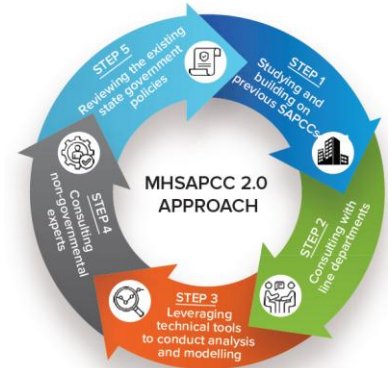 MHSAPCC 2.0
APPROACH
STEP 1
Studying and
building on
previous SAPCCs
STEP 2
Consulting with
line departments
STEP 3
Leveraging
technical tools
to conduct analysis
and modelling
STEP 4
Consulting
non-governmental
experts
STEP 5
Reviewing the existing
state government
policies